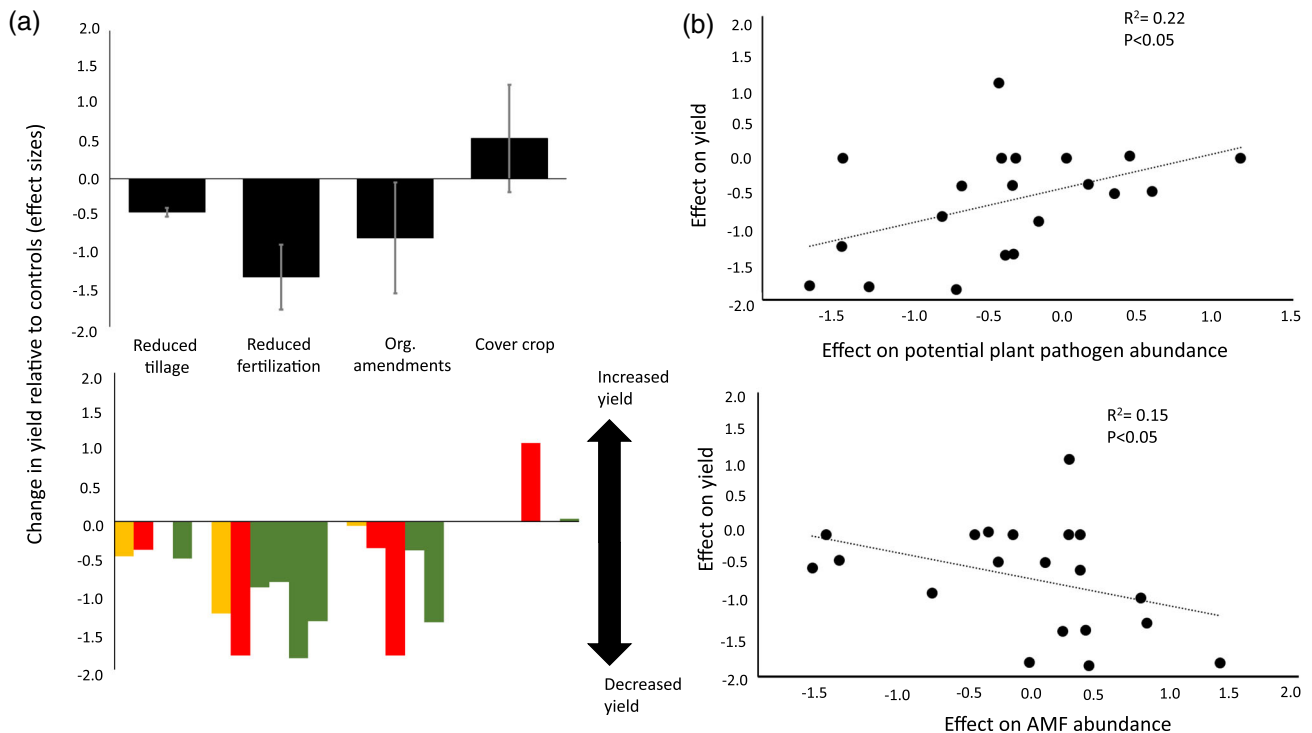 (a)
Change in yield relative to controls (effect sizes)
2.0
1.5
1.0
0.5
0.0
-0.5
-1.0
-1.5
-2.0
Reduced
tillage
Reduced
fertilization
Org.
amendments
Cover crop
2.0
1.5
1.0
0.5
0.0
-0.5
-1.0
-1.5
-2.0
Increased
yield
Decreased
yield
(b)
R²= 0.22
P<0.05
Effect on yield
2.0
1.5
1.0
0.5
0.0
-0.5
-1.0
-1.5
-2.0
-1.5 -1.0 -0.5 0.0 0.5 1.0 1.5
Effect on potential plant pathogen abundance
R²= 0.15
P<0.05
Effect on yield
2.0
1.5
1.0
0.5
0.0
-0.5
-1.0
-1.5
-2.0
-1.5 -1.0 -0.5 0.0 0.5 1.0 1.5 2.0
Effect on AMF abundance